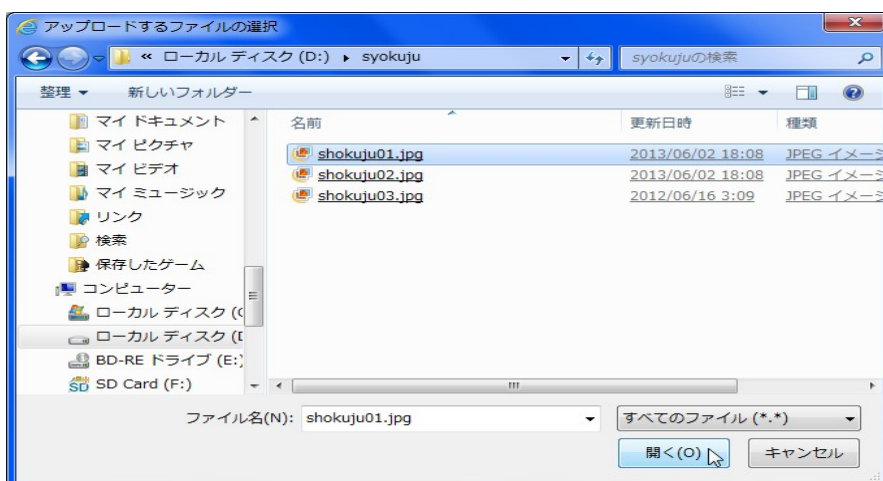 アップロードするファイルの選択
« ローカル ディスク (D:) ▸ syokuju
syokujuの検索
整理 ▼ 新しいフォルダー
マイ ドキュメント
マイ ピクチャ
マイ ビデオ
マイ ミュージック
リンク
検索
保存したゲーム
コンピューター
ローカル ディスク (C
ローカル ディスク (D
BD-RE ドライブ (E:)
SD Card (F:)
名前 更新日時 種類
shokuju01.jpg 2013/06/02 18:08 JPEG イメージ
shokuju02.jpg 2013/06/02 18:08 JPEG イメージ
shokuju03.jpg 2012/06/16 3:09 JPEG イメージ
ファイル名(N): shokuju01.jpg すべてのファイル (*.*)
開く(O) キャンセル